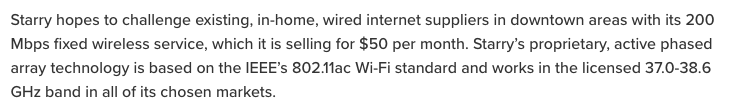 Starry hopes to challenge existing, in-home, wired internet suppliers in downtown areas with its 200
Mbps fixed wireless service, which it is selling for $50 per month. Starry’s proprietary, active phased
array technology is based on the IEEE’s 802.11ac Wi-Fi standard and works in the licensed 37.0-38.6
GHz band in all of its chosen markets.